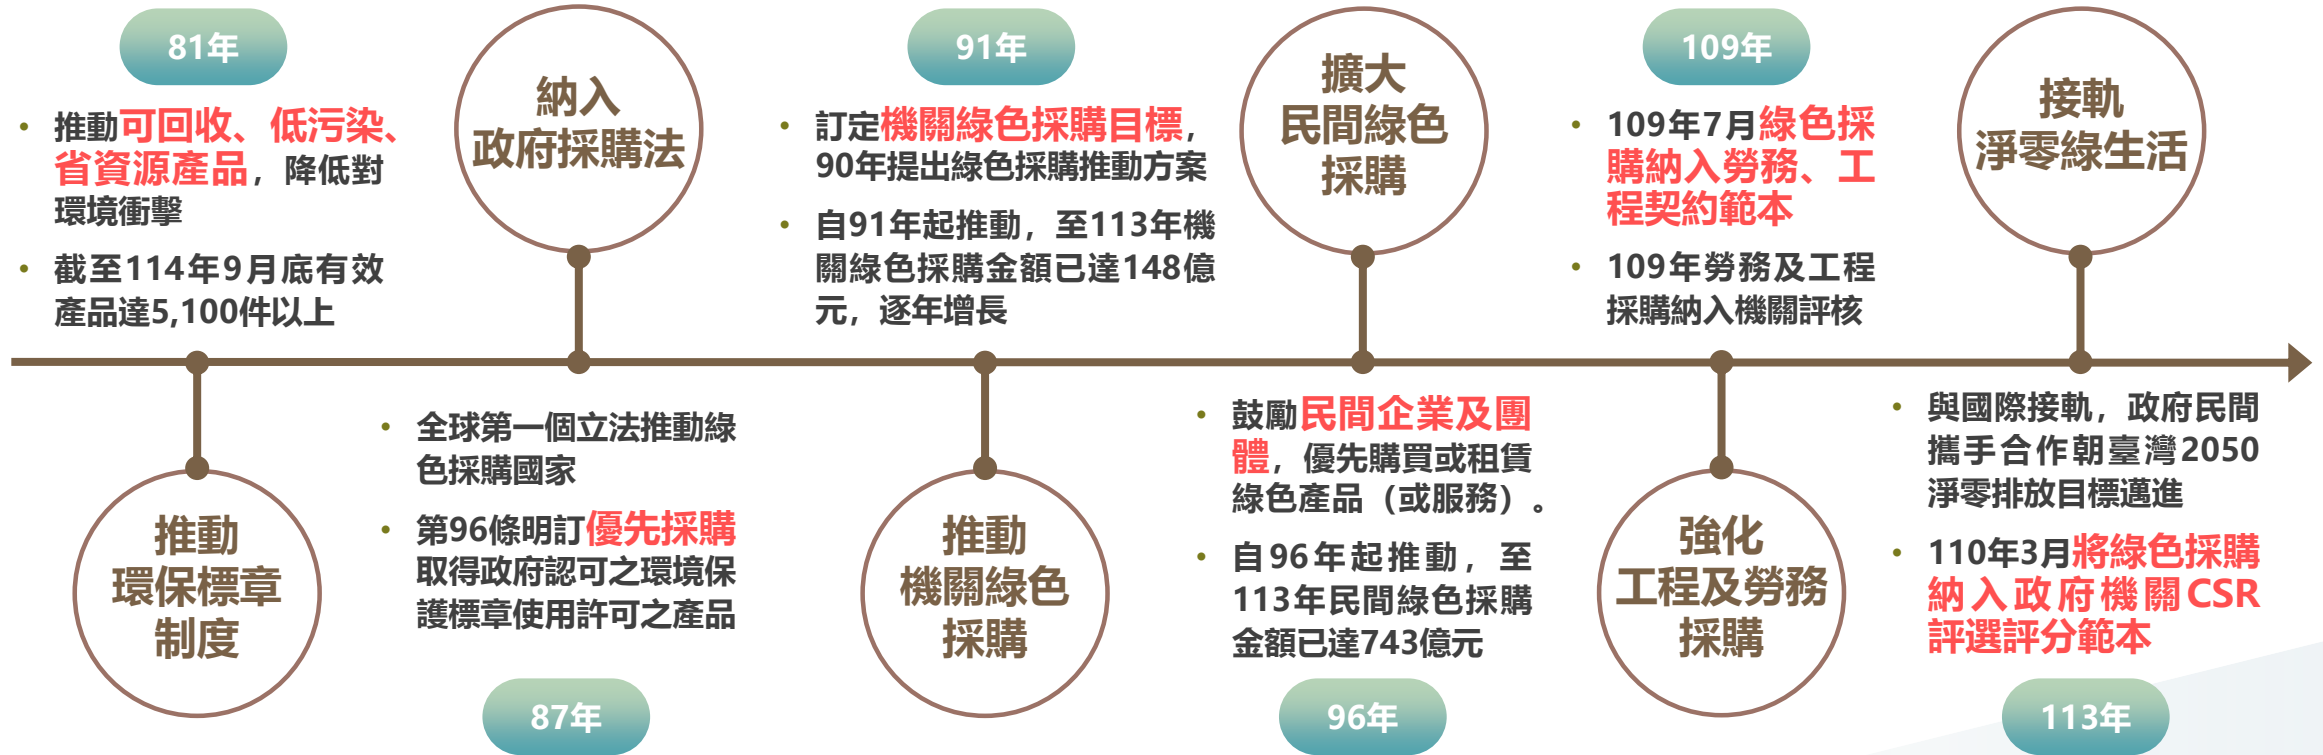 81年
推動可回收、低污染、
省資源產品，降低對
環境衝擊
截至114年9月底有效
產品達5,100件以上
推動
環保標章
制度
納入
政府採購法
全球第一個立法推動綠
色採購國家
第96條明訂優先採購
取得政府認可之環境保
護標章使用許可之產品
87年
91年
訂定機關綠色採購目標，
90年提出綠色採購推動方案
自91年起推動，至113年機
關綠色採購金額已達148億
元，逐年增長
推動
機關綠色
採購
擴大
民間綠色
採購
鼓勵民間企業及團
體，優先購買或租賃
綠色產品（或服務）。
自96年起推動，至
113年民間綠色採購
金額已達743億元
96年
109年
109年7月綠色採
購納入勞務、工
程契約範本
109年勞務及工程
採購納入機關評核
強化
工程及勞務
採購
接軌
淨零綠生活
與國際接軌，政府民間
攜手合作朝臺灣2050
淨零排放目標邁進
110年3月將綠色採購
納入政府機關CSR
評選評分範本
113年